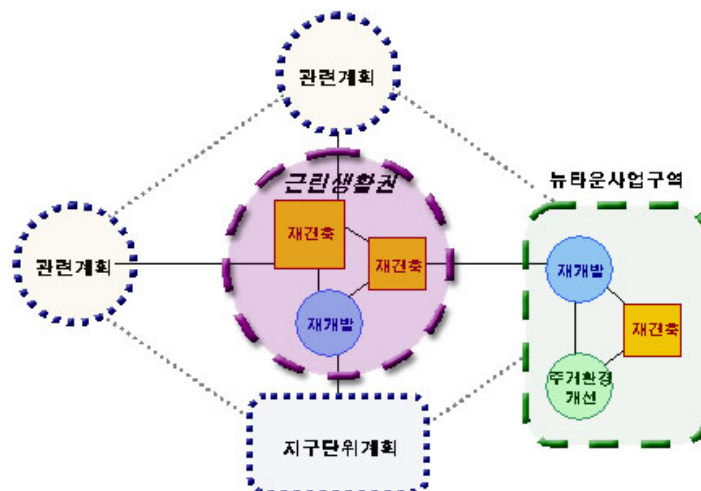 관련계획
근린생활권
뉴타운사업구역
재건축
관련계획
재건축
재개발
재개발
재건축
주거환경
개선
지구단위계획